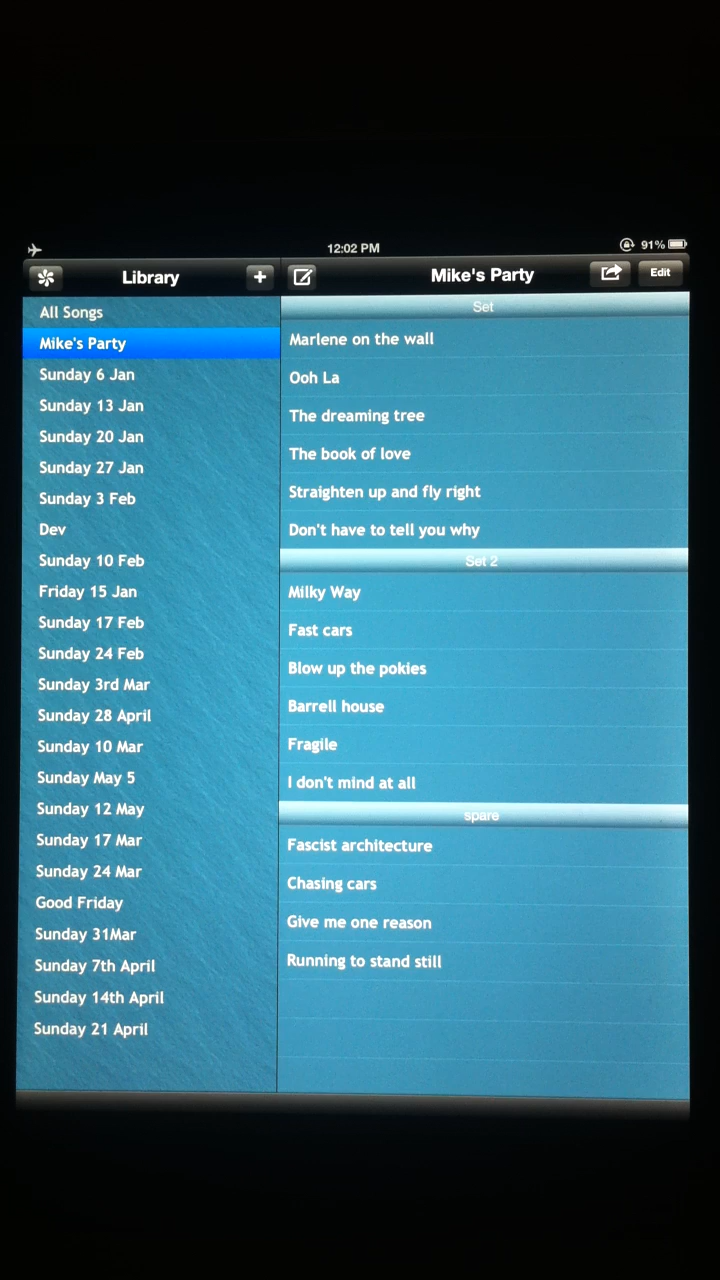 12:02 PM
91%
Library
+
Mike's Party
Edit
All Songs
Mike's Party
Sunday 6 Jan
Sunday 13 Jan
Sunday 20 Jan
Sunday 27 Jan
Sunday 3 Feb
Dev
Sunday 10 Feb
Friday 15 Jan
Sunday 17 Feb
Sunday 24 Feb
Sunday 3rd Mar
Sunday 28 April
Sunday 10 Mar
Sunday May 5
Sunday 12 May
Sunday 17 Mar
Sunday 24 Mar
Good Friday
Sunday 31Mar
Sunday 7th April
Sunday 14th April
Sunday 21 April
Set
Marlene on the wall
Ooh La
The dreaming tree
The book of love
Straighten up and fly right
Don't have to tell you why
Set 2
Milky Way
Fast cars
Blow up the pokies
Barrell house
Fragile
I don't mind at all
spare
Fascist architecture
Chasing cars
Give me one reason
Running to stand still